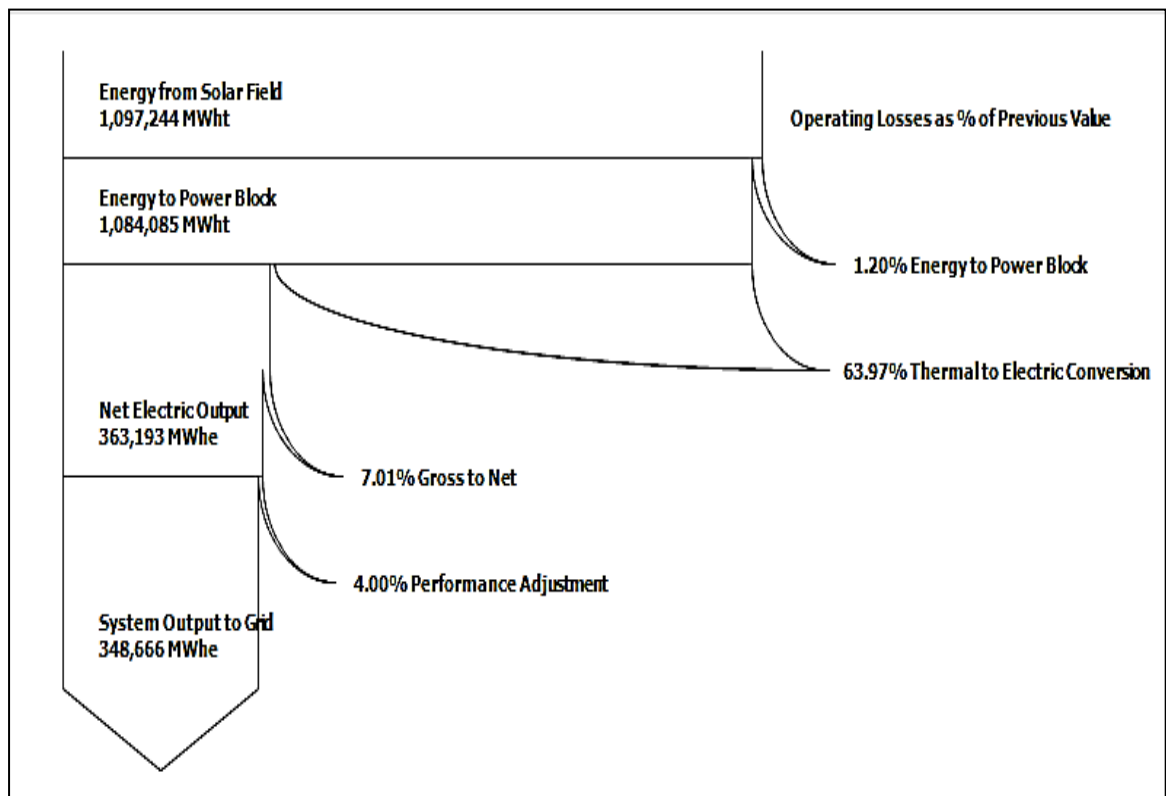 Energy from Solar Field
1,097,244 MWht
Operating Losses as % of Previous Value
Energy to Power Block
1,084,085 MWht
1.20% Energy to Power Block
63.97% Thermal to Electric Conversion
Net Electric Output
363,193 MWhe
7.01% Gross to Net
4.00% Performance Adjustment
System Output to Grid
348,666 MWhe